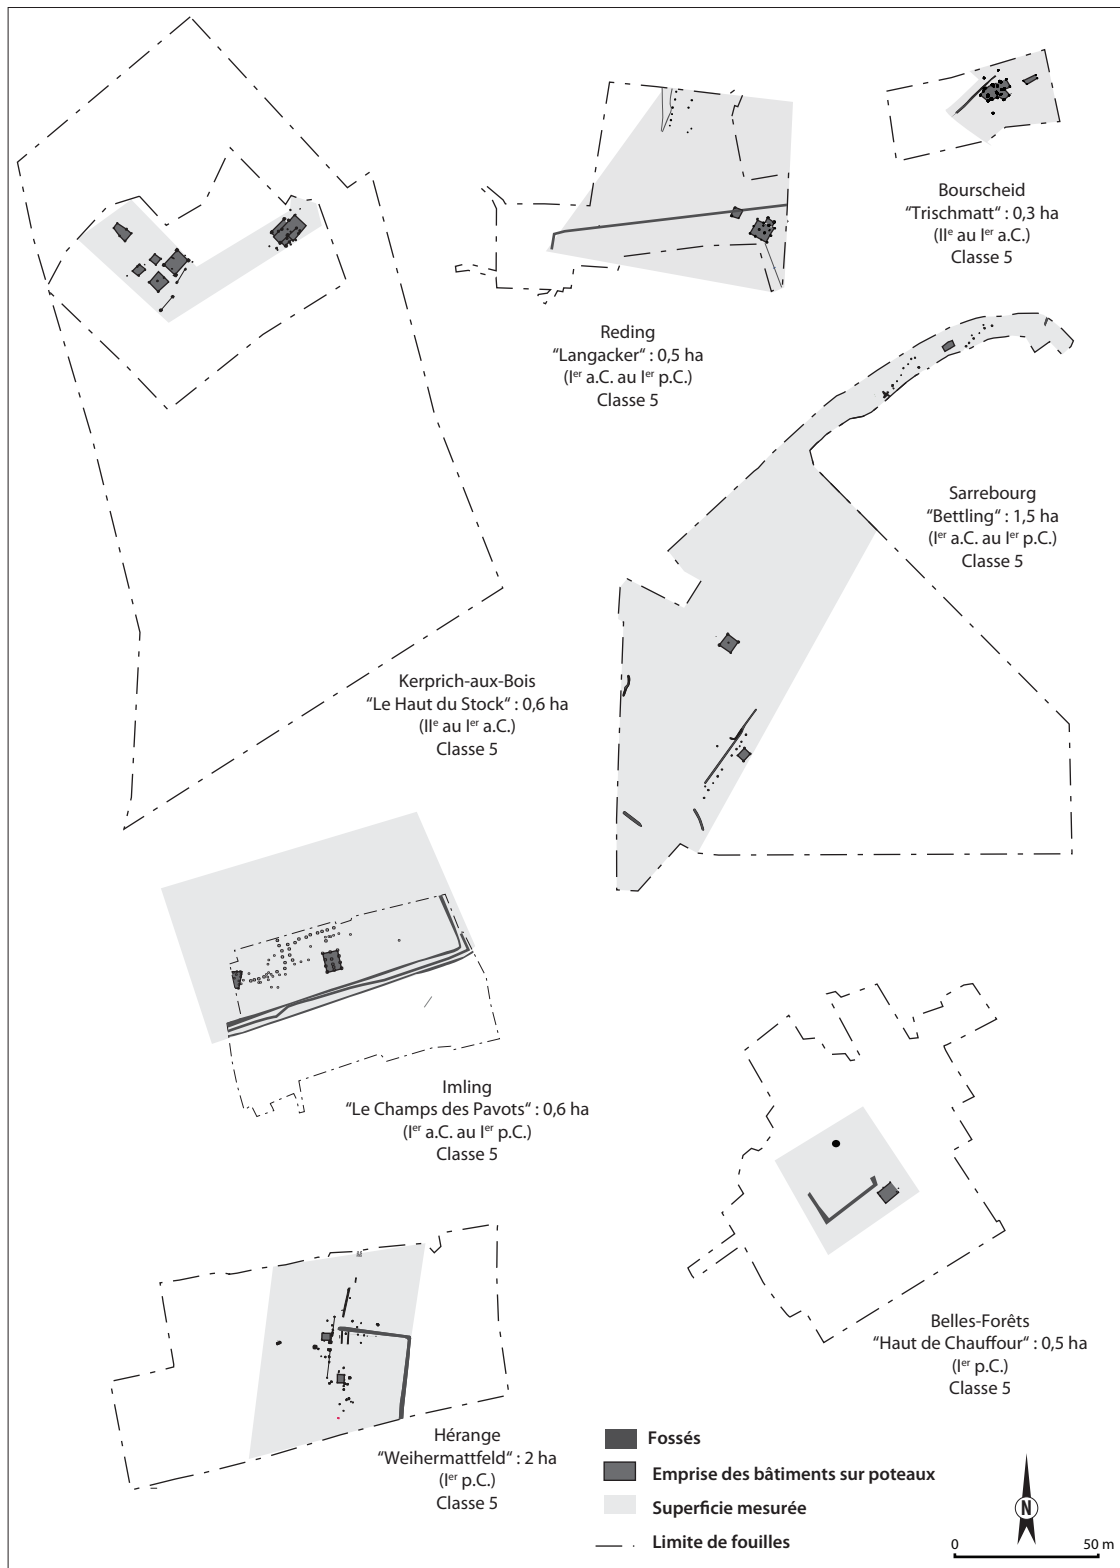 Bourscheid
“Trischmatt“ : 0,3 ha
(IIᵉ au Iᵉʳ a.C.)
Classe 5
Reding
“Langacker“ : 0,5 ha
(Iᵉʳ a.C. au Iᵉʳ p.C.)
Classe 5
Sarrebourg
“Bettling“ : 1,5 ha
(Iᵉʳ a.C. au Iᵉʳ p.C.)
Classe 5
Kerprich-aux-Bois
“Le Haut du Stock“ : 0,6 ha
(IIᵉ au Iᵉʳ a.C.)
Classe 5
Imling
“Le Champs des Pavots“ : 0,6 ha
(Iᵉʳ a.C. au Iᵉʳ p.C.)
Classe 5
Belles-Forêts
“Haut de Chauffour“ : 0,5 ha
(Iᵉʳ p.C.)
Classe 5
Hérange
“Weihermattfeld“ : 2 ha
(Iᵉʳ p.C.)
Classe 5
Fossés
Emprise des bâtiments sur poteaux
Superficie mesurée
Limite de fouilles
N
0 50 m